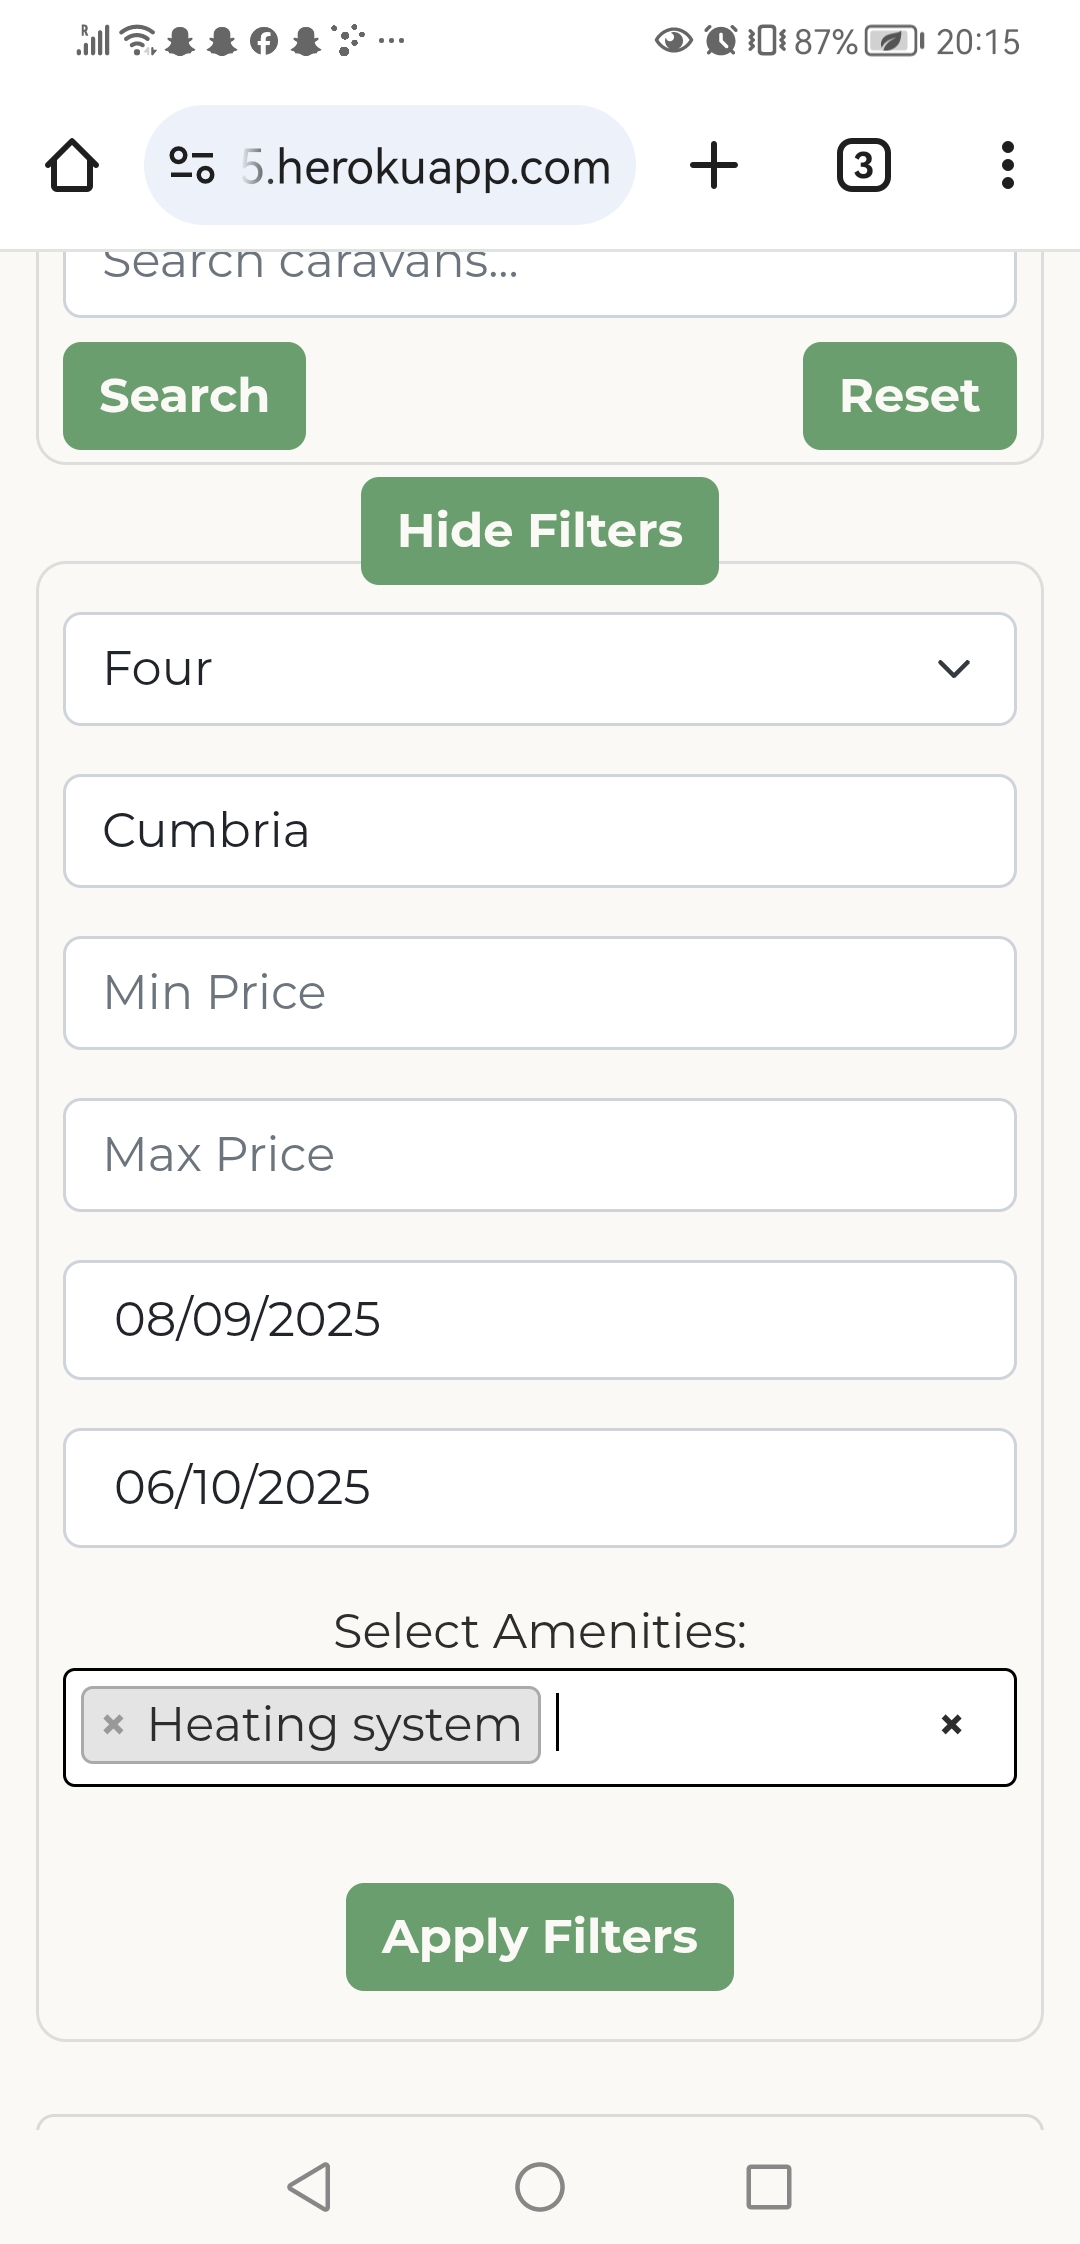 87% 20:15
5.herokuapp.com
3
Search caravans...
Search
Reset
Hide Filters
Four
Cumbria
Min Price
Max Price
08/09/2025
06/10/2025
Select Amenities:
× Heating system ×
Apply Filters